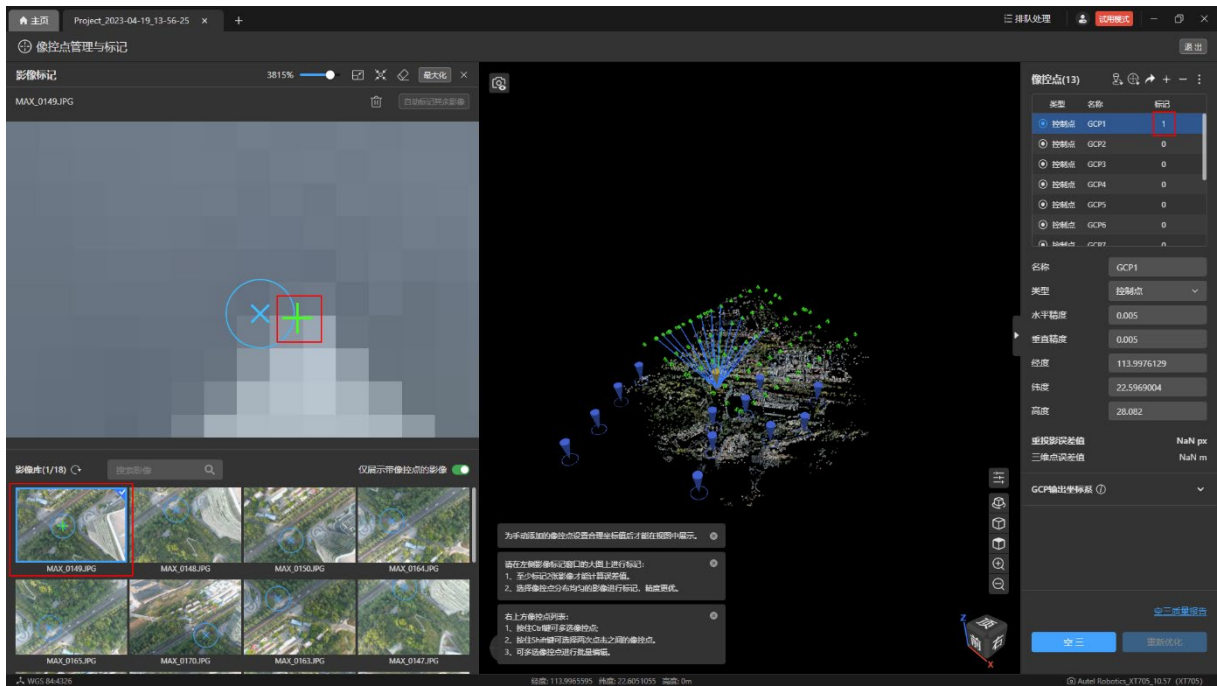 主页
Project_2023-04-19_13-56-25
排队处理
试用模式
像控点管理与标记
退出
影像标记
3815%
最大化
MAX_0149.JPG
自动标记其余影像
影像库(1/18)
搜索影像
仅展示带像控点的影像
MAX_0149.JPG
MAX_0148.JPG
MAX_0150.JPG
MAX_0164.JPG
MAX_0165.JPG
MAX_0170.JPG
MAX_0163.JPG
MAX_0147.JPG
为手动添加的像控点设置合理坐标值后才能在视图中展示。
请在左侧影像标记窗口的大图上进行标记:
1、至少标记2张影像才能计算误差值。
2、选择像控点分布均匀的影像进行标记，精度更优。
右上方像控点列表:
1、按住Ctrl键可多选像控点;
2、按住Shift键可选择两次点击之间的像控点。
3、可多选像控点进行批量编辑。
Z
前
右
X
像控点(13)
类型 名称 标记
控制点 GCP1 1
控制点 GCP2 0
控制点 GCP3 0
控制点 GCP4 0
控制点 GCP5 0
控制点 GCP6 0
控制点 GCP7 0
名称 GCP1
类型 控制点
水平精度 0.005
垂直精度 0.005
经度 113.9976129
纬度 22.5969004
高度 28.082
重投影误差值 NaN px
三维点误差值 NaN m
GCP输出坐标系
空三质量报告
空三
重新优化
WGS 84:4326
经度: 113.9965595 纬度: 22.6051055 高度: 0m
Autel Robotics_XT705_10.57 (XT705)